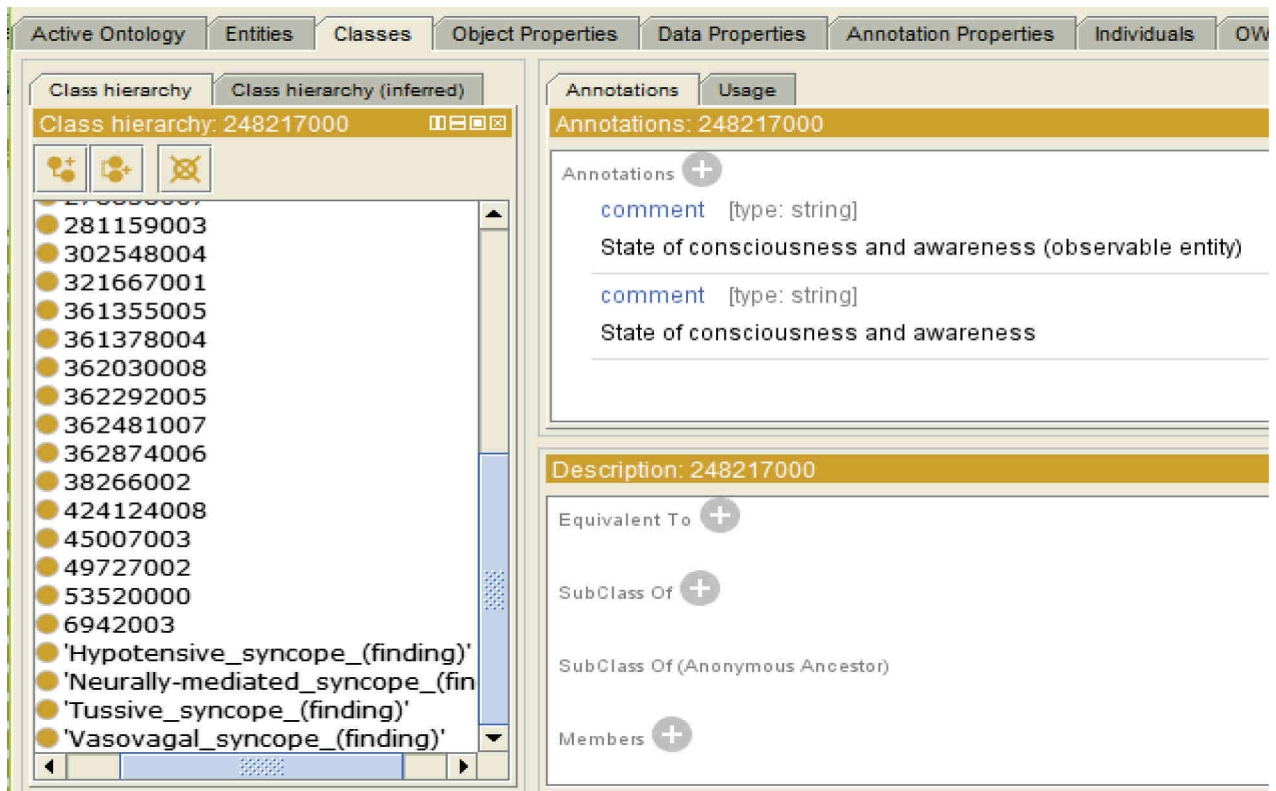 Active Ontology Entities Classes Object Properties Data Properties Annotation Properties Individuals OW
Class hierarchy Class hierarchy (inferred)
Class hierarchy: 248217000
281159003
302548004
321667001
361355005
361378004
362030008
362292005
362481007
362874006
38266002
424124008
45007003
49727002
53520000
6942003
'Hypotensive_syncope_(finding)'
'Neurally-mediated_syncope_(fin
'Tussive_syncope_(finding)'
'Vasovagal_syncope_(finding)'
Annotations Usage
Annotations: 248217000
Annotations
comment [type: string]
State of consciousness and awareness (observable entity)
comment [type: string]
State of consciousness and awareness
Description: 248217000
Equivalent To
SubClass Of
SubClass Of (Anonymous Ancestor)
Members